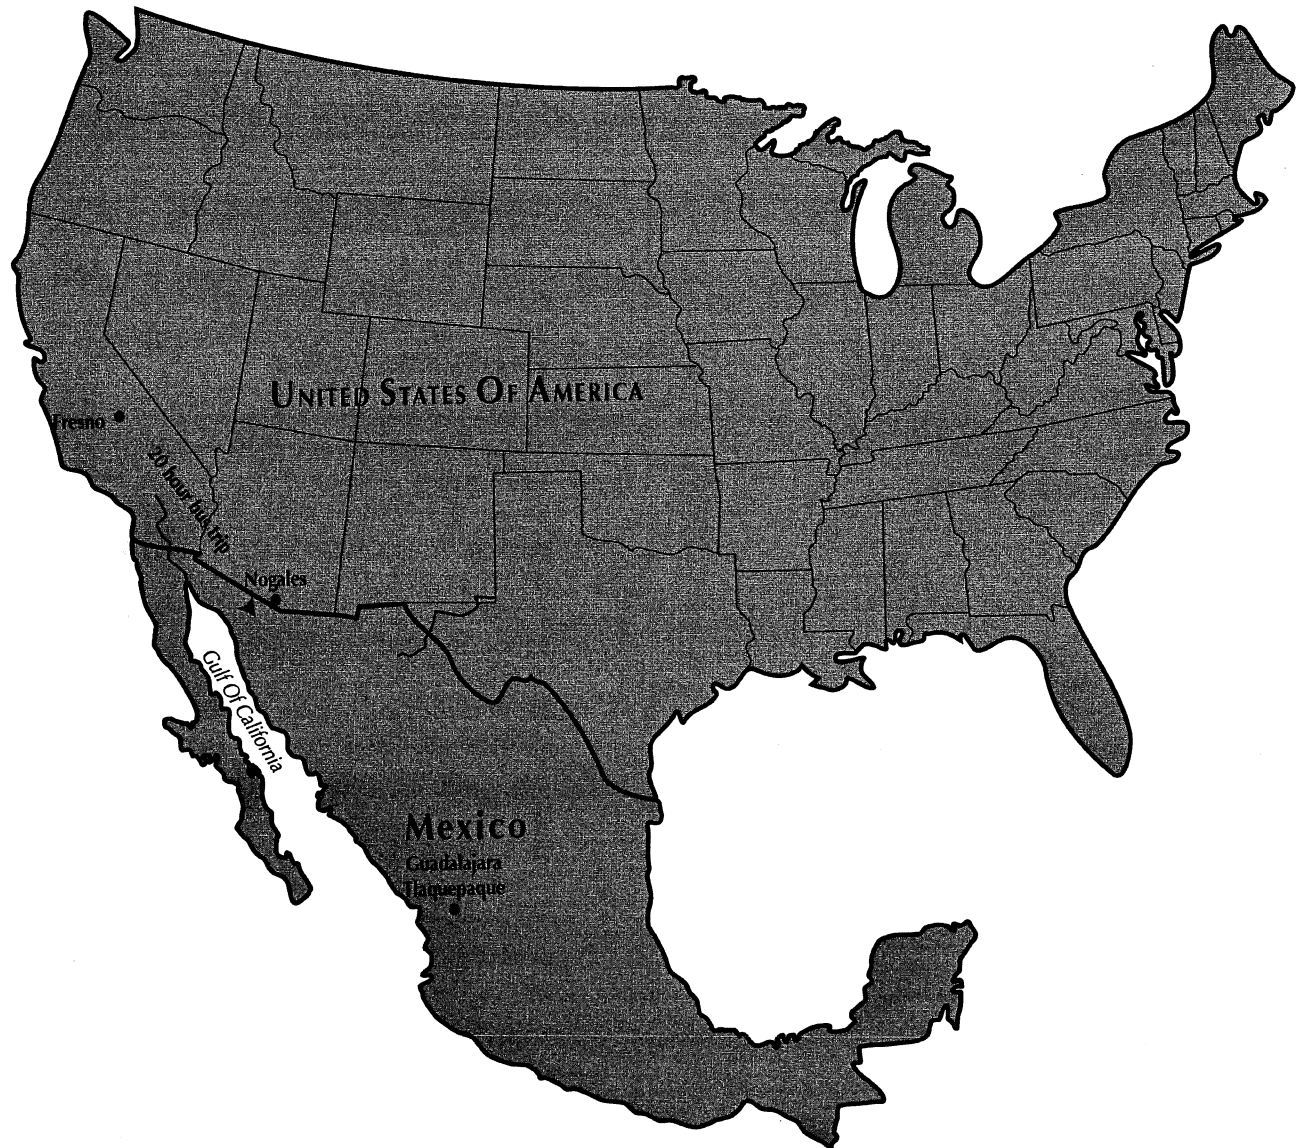 UNITED STATES OF AMERICA
Fresno
20 hour bus trip
Nogales
Gulf Of California
Mexico
Guadalajara
Tlaquepaque